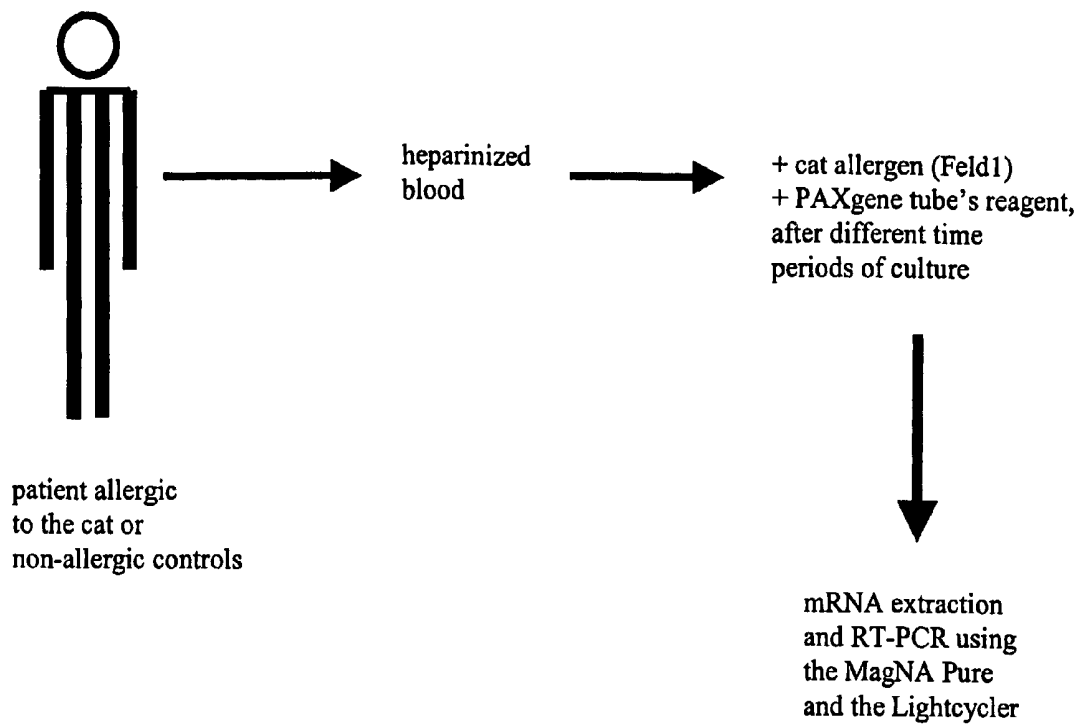 heparinized
blood
+ cat allergen (Feld1)
+ PAXgene tube's reagent,
after different time
periods of culture
patient allergic
to the cat or
non-allergic controls
mRNA extraction
and RT-PCR using
the MagNA Pure
and the Lightcycler